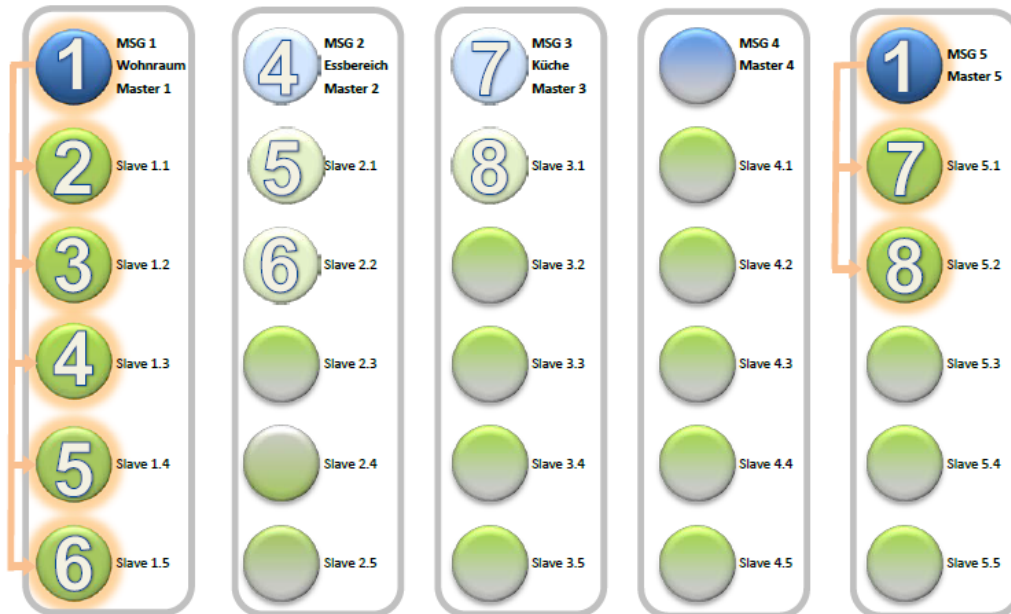 1
MSG 1
Wohnraum
Master 1
2
Slave 1.1
3
Slave 1.2
4
Slave 1.3
5
Slave 1.4
6
Slave 1.5
4
MSG 2
Essbereich
Master 2
5
Slave 2.1
6
Slave 2.2
Slave 2.3
Slave 2.4
Slave 2.5
7
MSG 3
Küche
Master 3
8
Slave 3.1
Slave 3.2
Slave 3.3
Slave 3.4
Slave 3.5
MSG 4
Master 4
Slave 4.1
Slave 4.2
Slave 4.3
Slave 4.4
Slave 4.5
1
MSG 5
Master 5
7
Slave 5.1
8
Slave 5.2
Slave 5.3
Slave 5.4
Slave 5.5